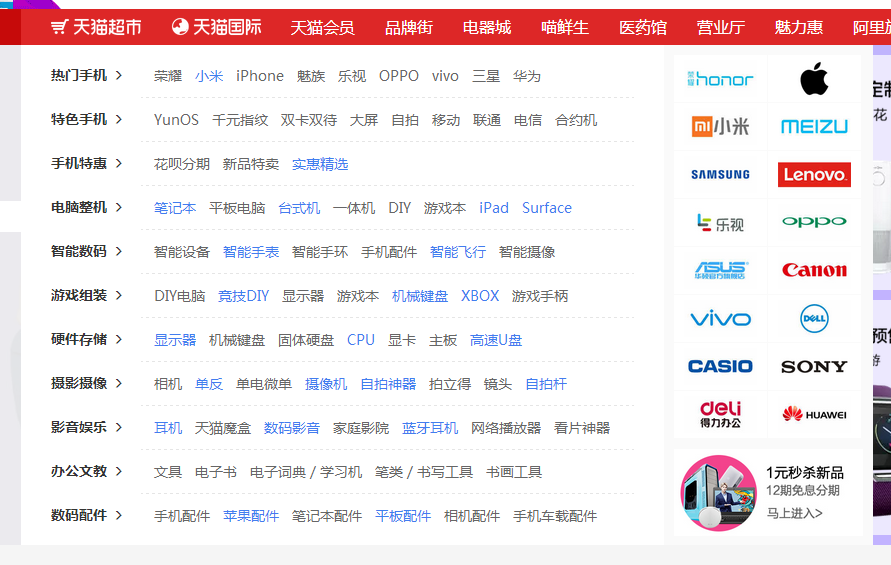 天猫超市 天猫国际 天猫会员 品牌街 电器城 喵鲜生 医药馆 营业厅 魅力惠
热门手机 > 荣耀 小米 iPhone 魅族 乐视 OPPO vivo 三星 华为
特色手机 > YunOS 千元指纹 双卡双待 大屏 自拍 移动 联通 电信 合约机
手机特惠 > 花呗分期 新品特卖 实惠精选
电脑整机 > 笔记本 平板电脑 台式机 一体机 DIY 游戏本 iPad Surface
智能数码 > 智能设备 智能手表 智能手环 手机配件 智能飞行 智能摄像
游戏组装 > DIY电脑 竞技DIY 显示器 游戏本 机械键盘 XBOX 游戏手柄
硬件存储 > 显示器 机械键盘 固体硬盘 CPU 显卡 主板 高速U盘
摄影摄像 > 相机 单反 单电微单 摄像机 自拍神器 拍立得 镜头 自拍杆
影音娱乐 > 耳机 天猫魔盒 数码影音 家庭影院 蓝牙耳机 网络播放器 看片神器
办公文教 > 文具 电子书 电子词典 / 学习机 笔类 / 书写工具 书画工具
数码配件 > 手机配件 苹果配件 笔记本配件 平板配件 相机配件 手机车载配件
荣耀 honor
小米 MEIZU
SAMSUNG Lenovo
乐视 oppo
ASUS Canon
华硕官方旗舰店
vivo DELL
CASIO SONY
deli HUAWEI
得力办公
1元秒杀新品
12期免息分期
马上进入>
定制
花
预售